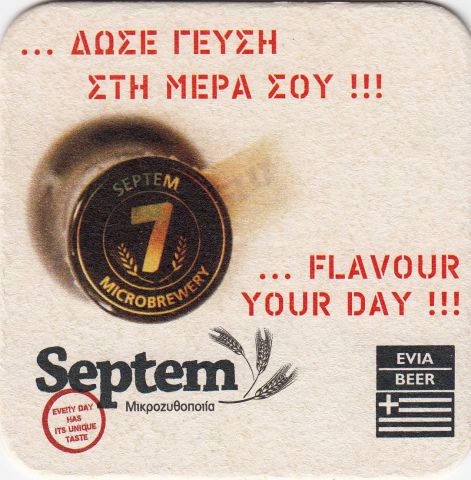 ... ΔΩΣΕ ΓΕΥΣΗ
ΣΤΗ ΜΕΡΑ ΣΟΥ !!!
SEPTEM
7
MICROBREWERY
... FLAVOUR
YOUR DAY !!!
Septem
Μικροζυθοποιία
EVERY DAY
HAS
ITS UNIQUE
TASTE
EVIA
BEER